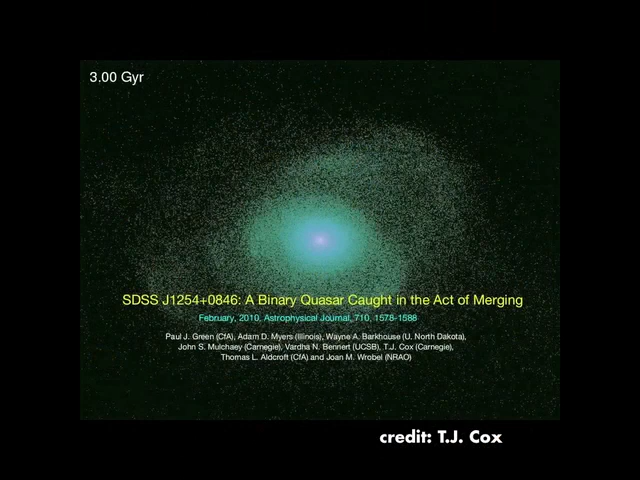 3.00 Gyr
SDSS J1254+0846: A Binary Quasar Caught in the Act of Merging
February, 2010, Astrophysical Journal, 710, 1578-1588
Paul J. Green (CfA), Adam D. Myers (Illinois), Wayne A. Barkhouse (U. North Dakota),
John S. Mulchaey (Carnegie), Vardha N. Bennert (UCSB), T.J. Cox (Carnegie),
Thomas L. Aldcroft (CfA) and Joan M. Wrobel (NRAO)
credit: T.J. Cox